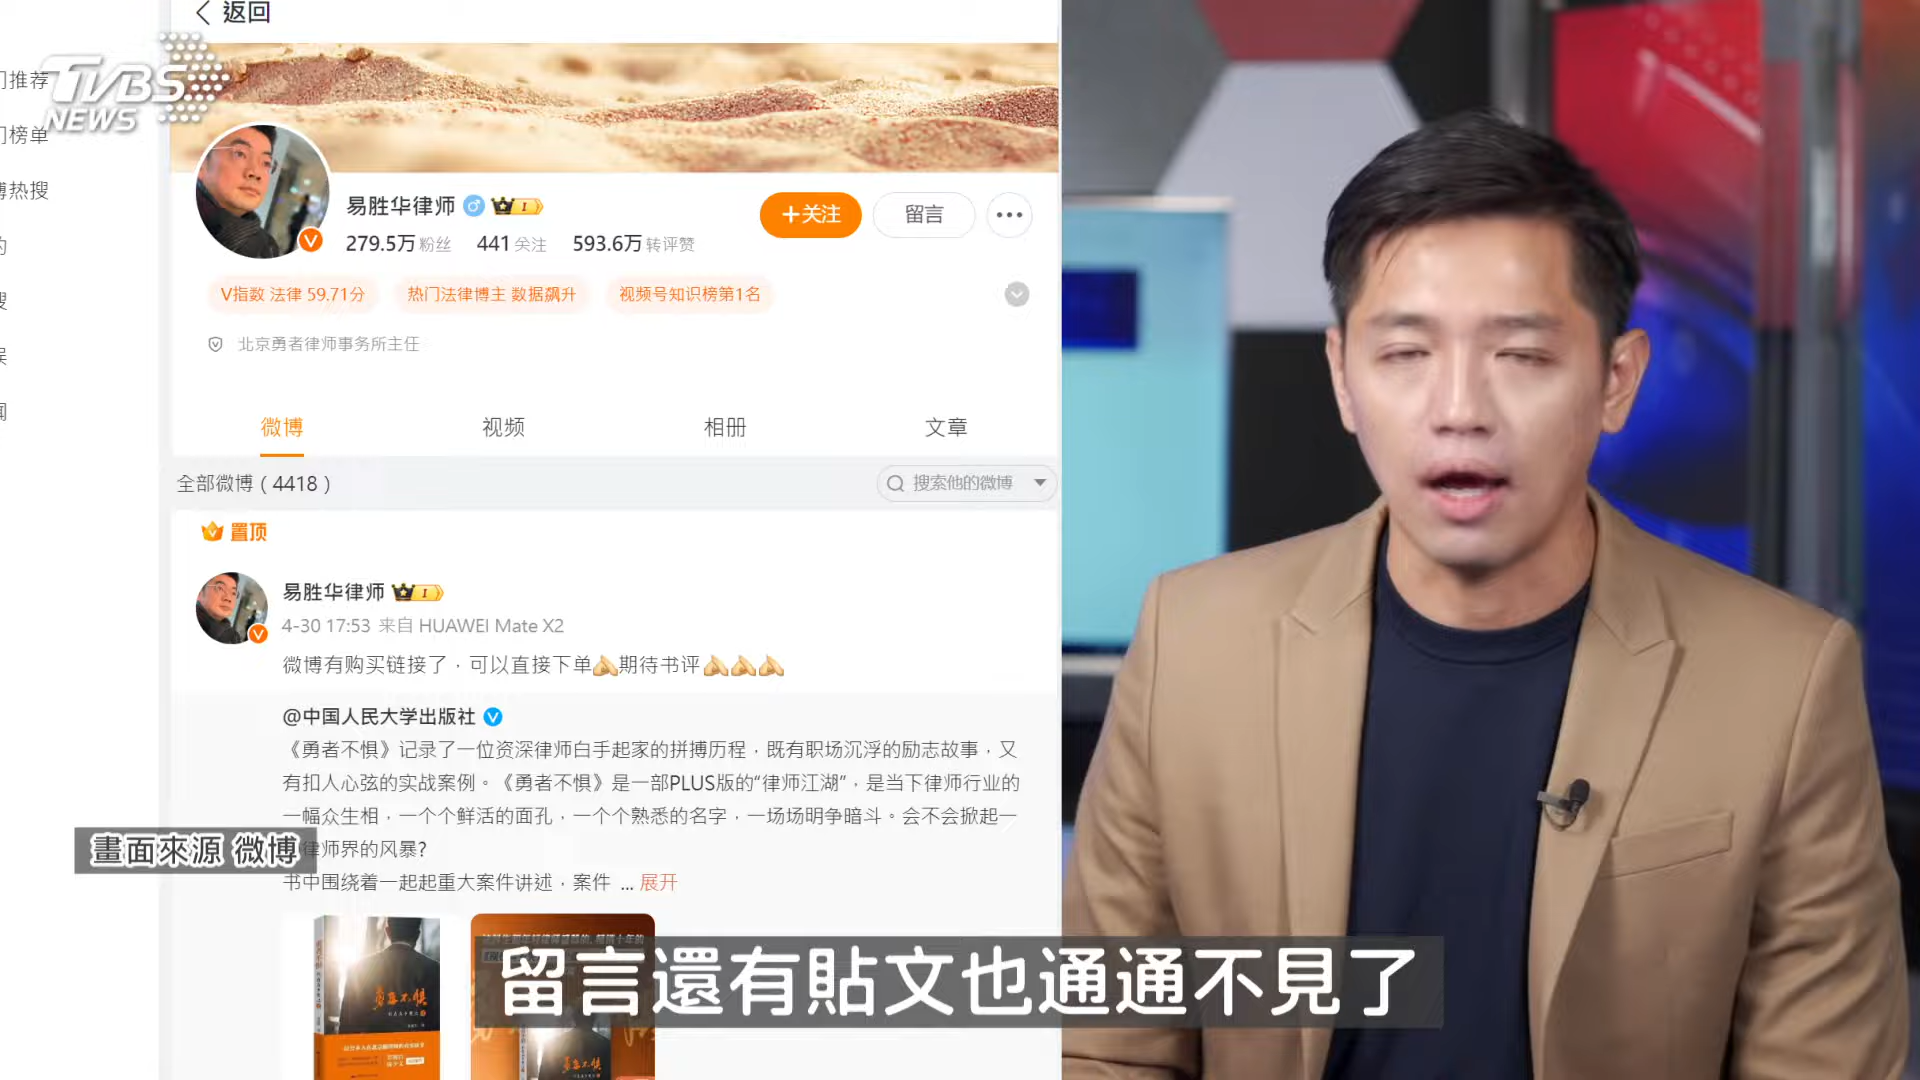 返回
TVBS
NEWS
门推荐
门榜单
博热搜
的
搜
闻
易胜华律师
279.5万粉丝 441关注 593.6万转评赞
+关注
留言
V指数 法律 59.71分
热门法律博主 数据飙升
视频号知识榜第1名
北京勇者律师事务所主任
微博
视频
相册
文章
全部微博（4418）
搜索他的微博
置顶
易胜华律师
4-30 17:53 来自 HUAWEI Mate X2
微博有购买链接了，可以直接下单🙏期待书评🙏🙏🙏
@中国人民大学出版社
《勇者不惧》记录了一位资深律师白手起家的拼搏历程，既有职场沉浮的励志故事，又
有扣人心弦的实战案例。《勇者不惧》是一部PLUS版的“律师江湖”，是当下律师行业的
一幅众生相，一个个鲜活的面孔，一个个熟悉的名字，一场场明争暗斗。会不会掀起一
律师界的风暴?
书中围绕着一起起重大案件讲述，案件 ... 展开
畫面來源 微博
勇者不惧
勇者不惧
留言還有貼文也通通不見了